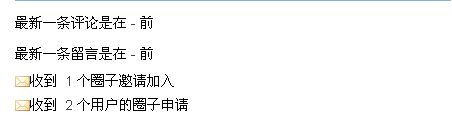 最新一条评论是在 - 前
最新一条留言是在 - 前
收到 1 个圈子邀请加入
收到 2 个用户的圈子申请